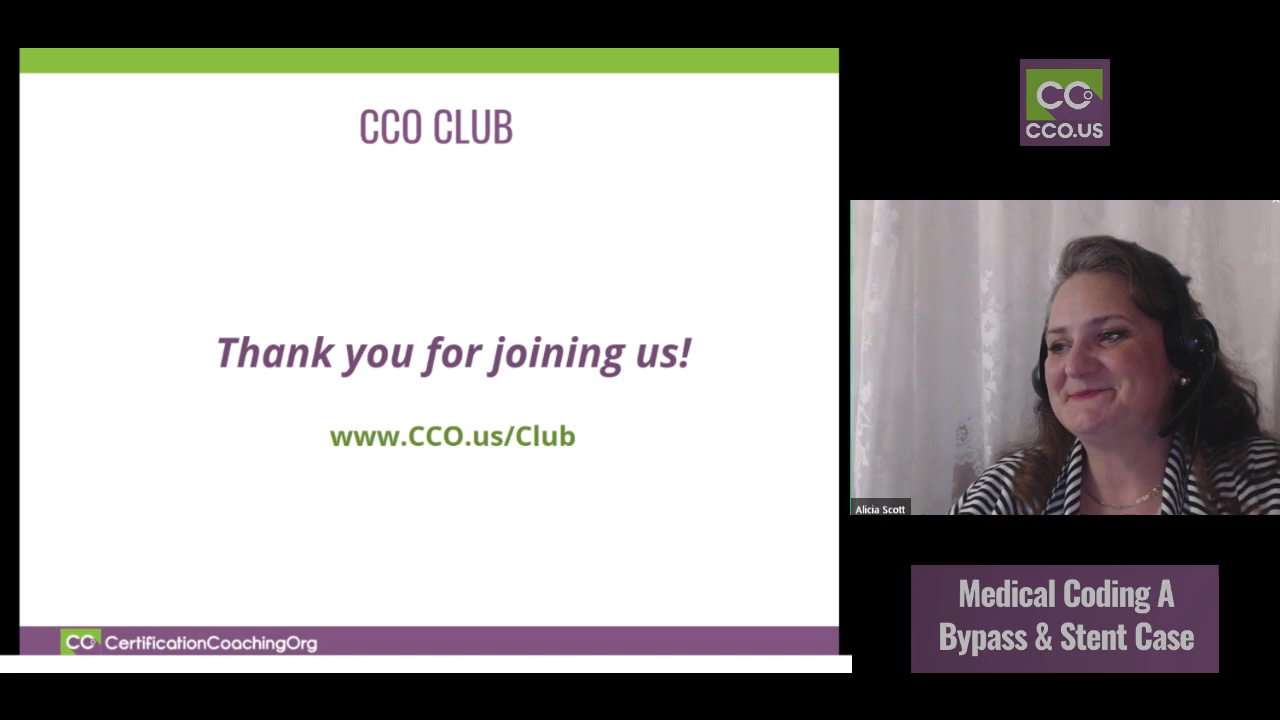 CCO CLUB
Thank you for joining us!
www.CCO.us/Club
CO CertificationCoachingOrg
CCO
CCO.US
Alicia Scott
Medical Coding A
Bypass & Stent Case